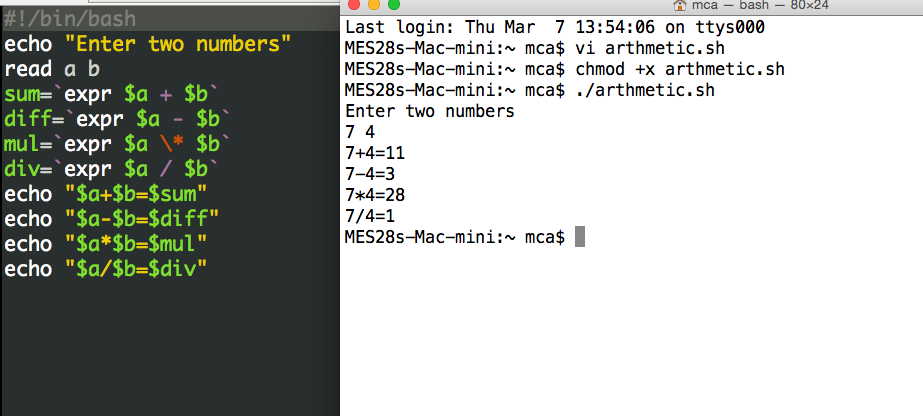 #!/bin/bash
echo "Enter two numbers"
read a b
sum=`expr $a + $b`
diff=`expr $a - $b`
mul=`expr $a \* $b`
div=`expr $a / $b`
echo "$a+$b=$sum"
echo "$a-$b=$diff"
echo "$a*$b=$mul"
echo "$a/$b=$div"
mca — bash — 80×24
Last login: Thu Mar  7 13:54:06 on ttys000
MES28s-Mac-mini:~ mca$ vi arthmetic.sh
MES28s-Mac-mini:~ mca$ chmod +x arthmetic.sh
MES28s-Mac-mini:~ mca$ ./arthmetic.sh
Enter two numbers
7 4
7+4=11
7-4=3
7*4=28
7/4=1
MES28s-Mac-mini:~ mca$